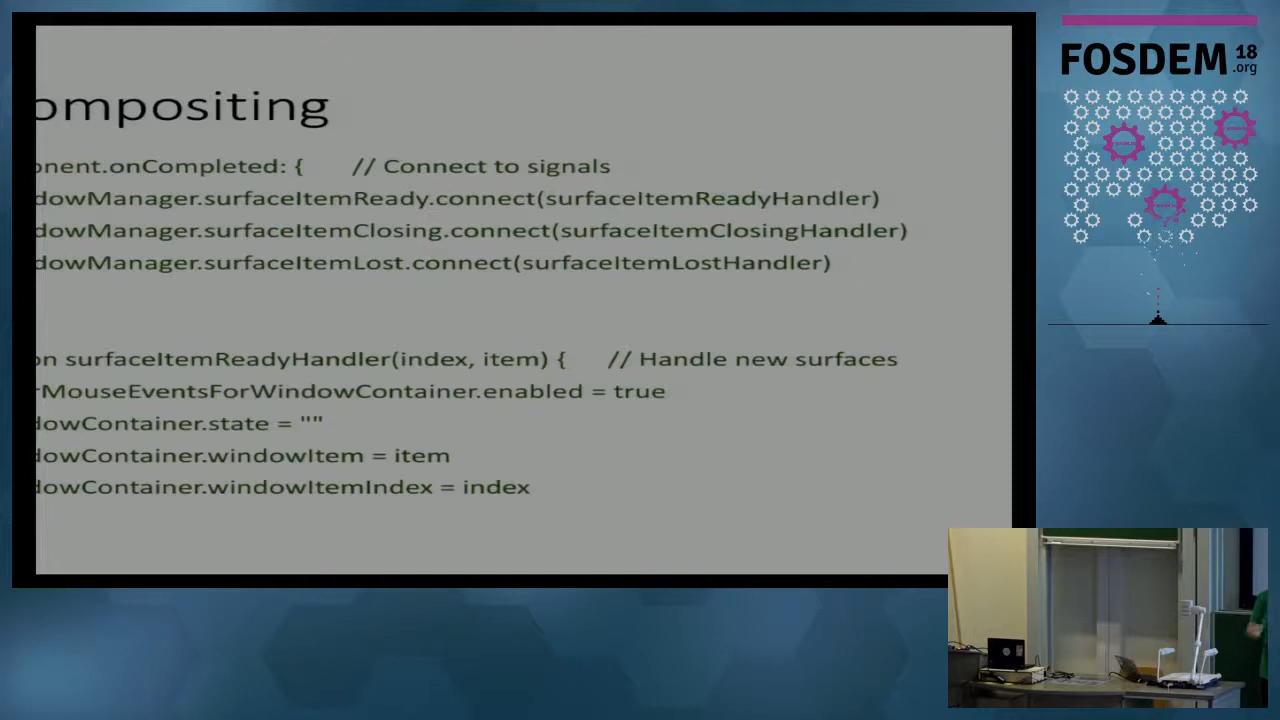 ompositing
onent.onCompleted: { // Connect to signals
dowManager.surfaceItemReady.connect(surfaceItemReadyHandler)
dowManager.surfaceItemClosing.connect(surfaceItemClosingHandler)
dowManager.surfaceItemLost.connect(surfaceItemLostHandler)
on surfaceItemReadyHandler(index, item) { // Handle new surfaces
rMouseEventsForWindowContainer.enabled = true
dowContainer.state = ""
dowContainer.windowItem = item
dowContainer.windowItemIndex = index
FOSDEM 18
.org